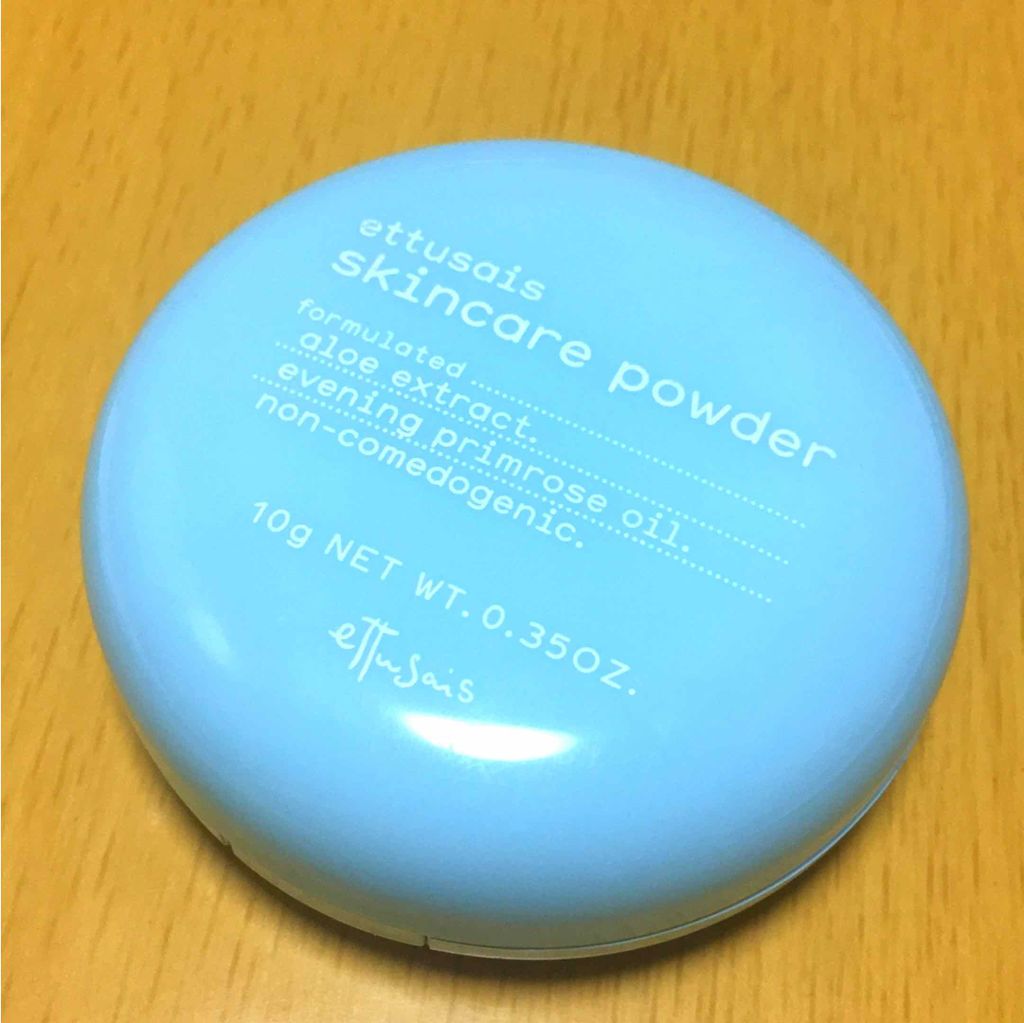 ettusais
skincare powder
formulated
aloe extract.
evening primrose oil.
non-comedogenic.
10g NET WT. 0.35OZ.
ettusais